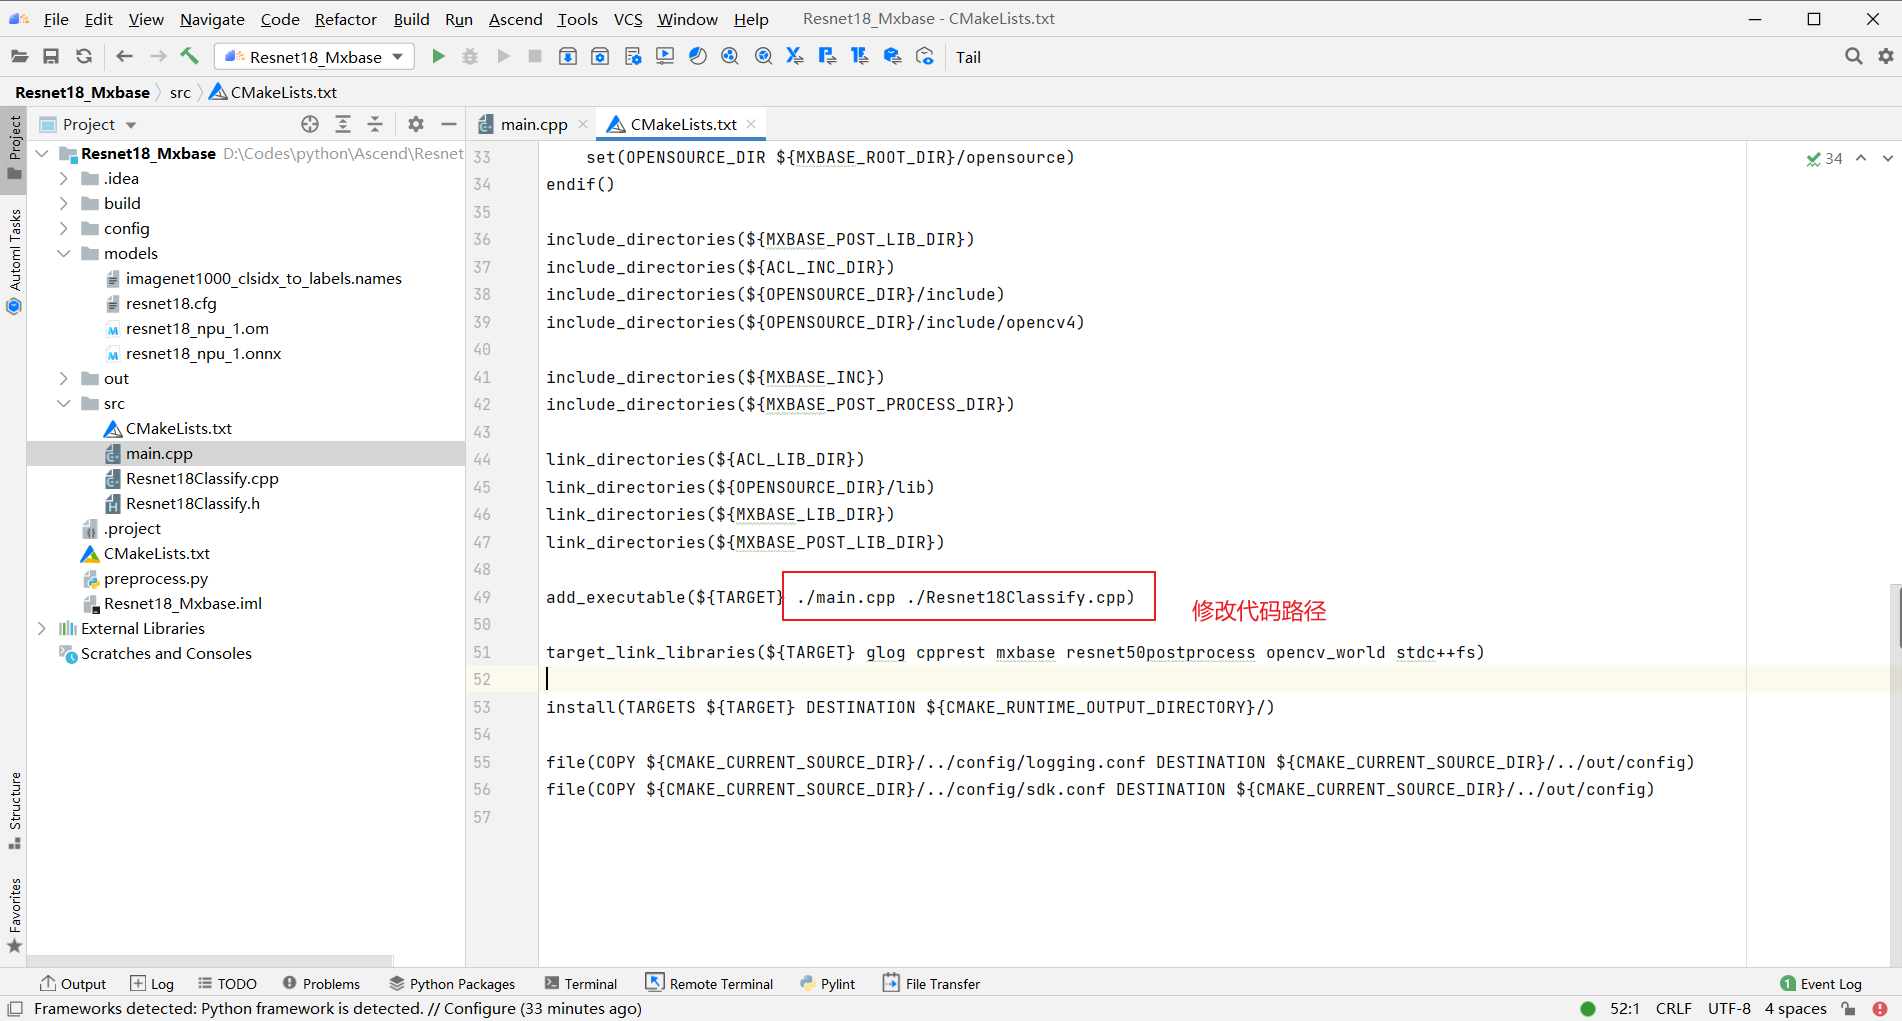 File Edit View Navigate Code Refactor Build Run Ascend Tools VCS Window Help Resnet18_Mxbase - CMakeLists.txt
Resnet18_Mxbase Tail
Resnet18_Mxbase src CMakeLists.txt
Project
main.cpp CMakeLists.txt
Project
Automl Tasks
Structure
Favorites
Resnet18_Mxbase D:\Codes\python\Ascend\Resnet
.idea
build
config
models
imagenet1000_clsidx_to_labels.names
resnet18.cfg
resnet18_npu_1.om
resnet18_npu_1.onnx
out
src
CMakeLists.txt
main.cpp
Resnet18Classify.cpp
Resnet18Classify.h
.project
CMakeLists.txt
preprocess.py
Resnet18_Mxbase.iml
External Libraries
Scratches and Consoles
34
33 set(OPENSOURCE_DIR ${MXBASE_ROOT_DIR}/opensource)
34 endif()
35
36 include_directories(${MXBASE_POST_LIB_DIR})
37 include_directories(${ACL_INC_DIR})
38 include_directories(${OPENSOURCE_DIR}/include)
39 include_directories(${OPENSOURCE_DIR}/include/opencv4)
40
41 include_directories(${MXBASE_INC})
42 include_directories(${MXBASE_POST_PROCESS_DIR})
43
44 link_directories(${ACL_LIB_DIR})
45 link_directories(${OPENSOURCE_DIR}/lib)
46 link_directories(${MXBASE_LIB_DIR})
47 link_directories(${MXBASE_POST_LIB_DIR})
48
49 add_executable(${TARGET} ./main.cpp ./Resnet18Classify.cpp)
修改代码路径
50
51 target_link_libraries(${TARGET} glog cpprest mxbase resnet50postprocess opencv_world stdc++fs)
52
53 install(TARGETS ${TARGET} DESTINATION ${CMAKE_RUNTIME_OUTPUT_DIRECTORY}/)
54
55 file(COPY ${CMAKE_CURRENT_SOURCE_DIR}/../config/logging.conf DESTINATION ${CMAKE_CURRENT_SOURCE_DIR}/../out/config)
56 file(COPY ${CMAKE_CURRENT_SOURCE_DIR}/../config/sdk.conf DESTINATION ${CMAKE_CURRENT_SOURCE_DIR}/../out/config)
57
Output Log TODO Problems Python Packages Terminal Remote Terminal Pylint File Transfer 1 Event Log
Frameworks detected: Python framework is detected. // Configure (33 minutes ago) 52:1 CRLF UTF-8 4 spaces